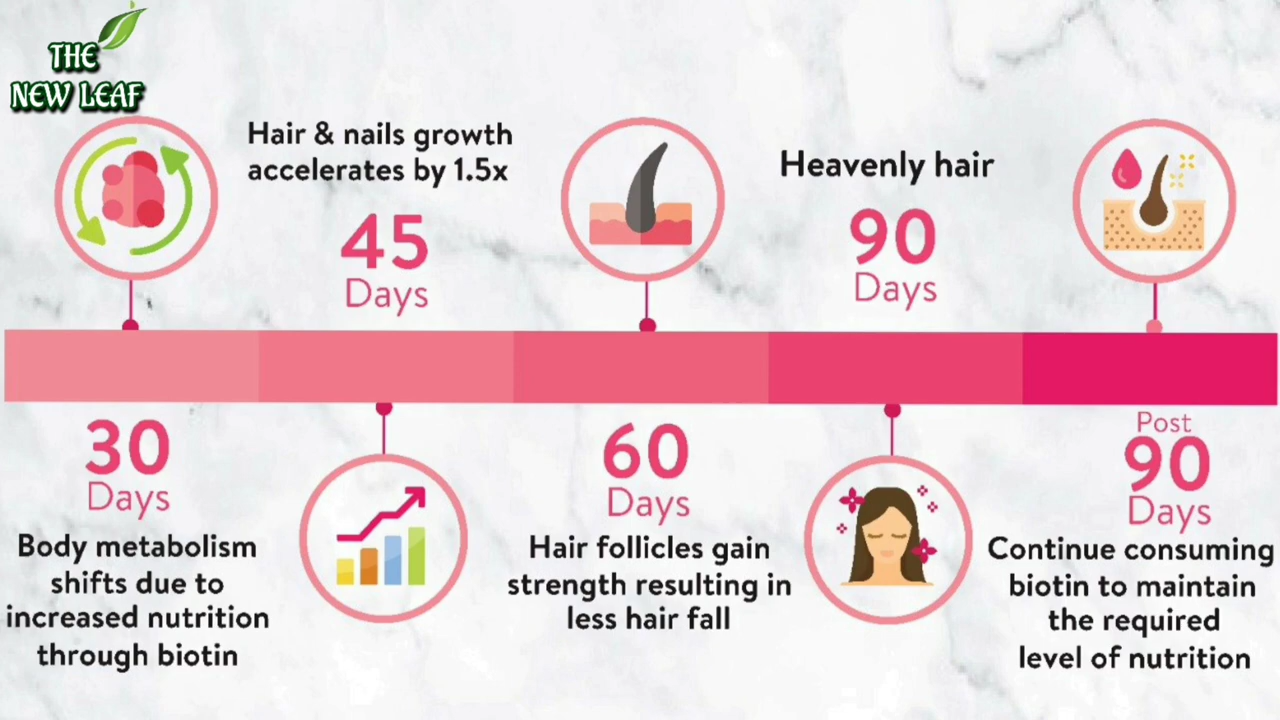 THE
NEW LEAF
Hair & nails growth
accelerates by 1.5x
45
Days
Heavenly hair
90
Days
30
Days
Body metabolism
shifts due to
increased nutrition
through biotin
60
Days
Hair follicles gain
strength resulting in
less hair fall
Post
90
Days
Continue consuming
biotin to maintain
the required
level of nutrition